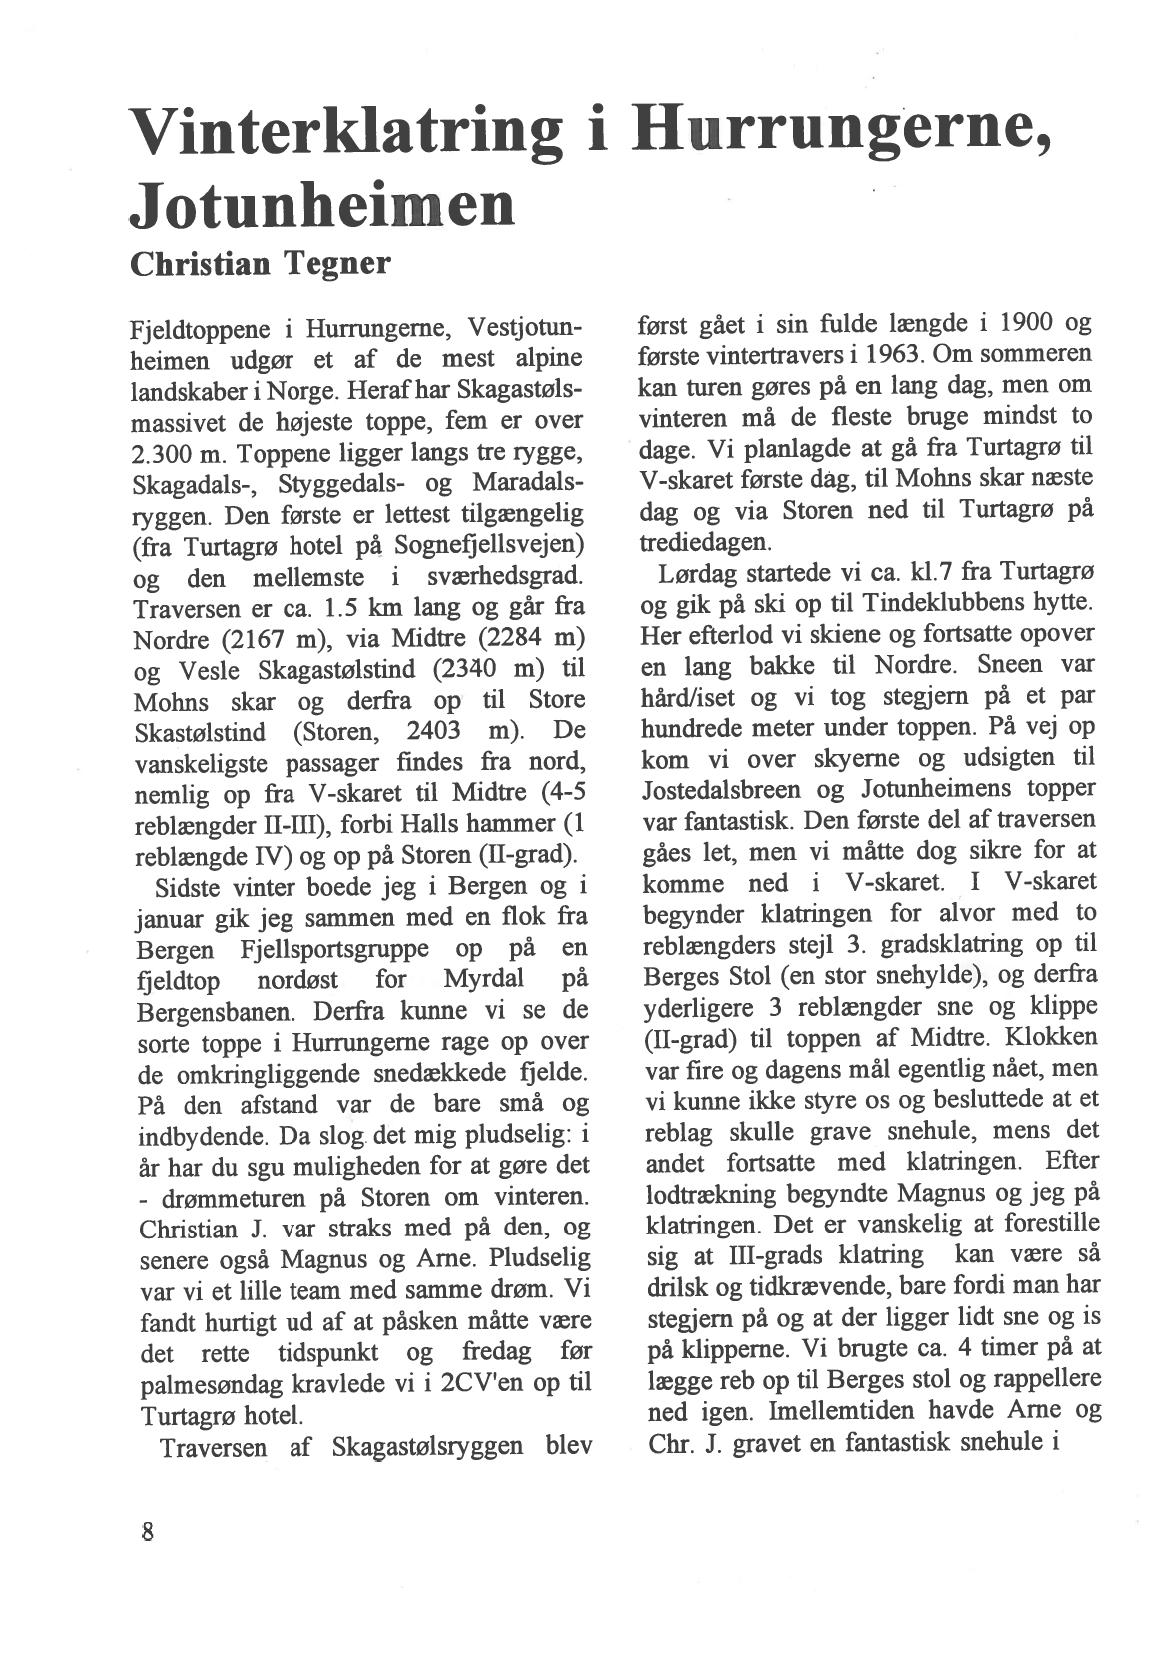 Vinterklatring i Hurrungerne,
Jotunheimen
Christian Tegner
Fjeldtoppene i Hurrungerne, Vestjotun-
heimen udgør et af de mest alpine
landskaber i Norge. Heraf har Skagastøls-
massivet de højeste toppe, fem er over
2.300 m. Toppene ligger langs tre rygge,
Skagadals-, Styggedals- og Maradals-
ryggen. Den første er lettest tilgængelig
(fra Turtagrø hotel på Sognefjellsvejen)
og den mellemste i sværhedsgrad.
Traversen er ca. 1.5 km lang og går fra
Nordre (2167 m), via Midtre (2284 m)
og Vesle Skagastølstind (2340 m) til
Mohns skar og derfra op til Store
Skastølstind (Storen, 2403 m). De
vanskeligste passager findes fra nord,
nemlig op fra V-skaret til Midtre (4-5
reblængder II-III), forbi Halls hammer (1
reblængde IV) og op på Storen (II-grad).
Sidste vinter boede jeg i Bergen og i
januar gik jeg sammen med en flok fra
Bergen Fjellsportsgruppe op på en
fjeldtop nordøst for Myrdal på
Bergensbanen. Derfra kunne vi se de
sorte toppe i Hurrungerne rage op over
de omkringliggende snedækkede fjelde.
På den afstand var de bare små og
indbydende. Da slog det mig pludselig: i
år har du sgu muligheden for at gøre det
- drømmeturen på Storen om vinteren.
Christian J. var straks med på den, og
senere også Magnus og Arne. Pludselig
var vi et lille team med samme drøm. Vi
fandt hurtigt ud af at påsken måtte være
det rette tidspunkt og fredag før
palmesøndag kravlede vi i 2CV'en op til
Turtagrø hotel.
Traversen af Skagastølsryggen blev
først gået i sin fulde længde i 1900 og
første vintertravers i 1963. Om sommeren
kan turen gøres på en lang dag, men om
vinteren må de fleste bruge mindst to
dage. Vi planlagde at gå fra Turtagrø til
V-skaret første dag, til Mohns skar næste
dag og via Storen ned til Turtagrø på
trediedagen.
Lørdag startede vi ca. kl.7 fra Turtagrø
og gik på ski op til Tindeklubbens hytte.
Her efterlod vi skiene og fortsatte opover
en lang bakke til Nordre. Sneen var
hård/iset og vi tog stegjern på et par
hundrede meter under toppen. På vej op
kom vi over skyerne og udsigten til
Jostedalsbreen og Jotunheimens topper
var fantastisk. Den første del af traversen
gåes let, men vi måtte dog sikre for at
komme ned i V-skaret. I V-skaret
begynder klatringen for alvor med to
reblængders stejl 3. gradsklatring op til
Berges Stol (en stor snehylde), og derfra
yderligere 3 reblængder sne og klippe
(II-grad) til toppen af Midtre. Klokken
var fire og dagens mål egentlig nået, men
vi kunne ikke styre os og besluttede at et
reblag skulle grave snehule, mens det
andet fortsatte med klatringen. Efter
lodtrækning begyndte Magnus og jeg på
klatringen. Det er vanskelig at forestille
sig at III-grads klatring kan være så
drilsk og tidkrævende, bare fordi man har
stegjern på og at der ligger lidt sne og is
på klipperne. Vi brugte ca. 4 timer på at
lægge reb op til Berges stol og rappellere
ned igen. Imellemtiden havde Arne og
Chr. J. gravet en fantastisk snehule i
8